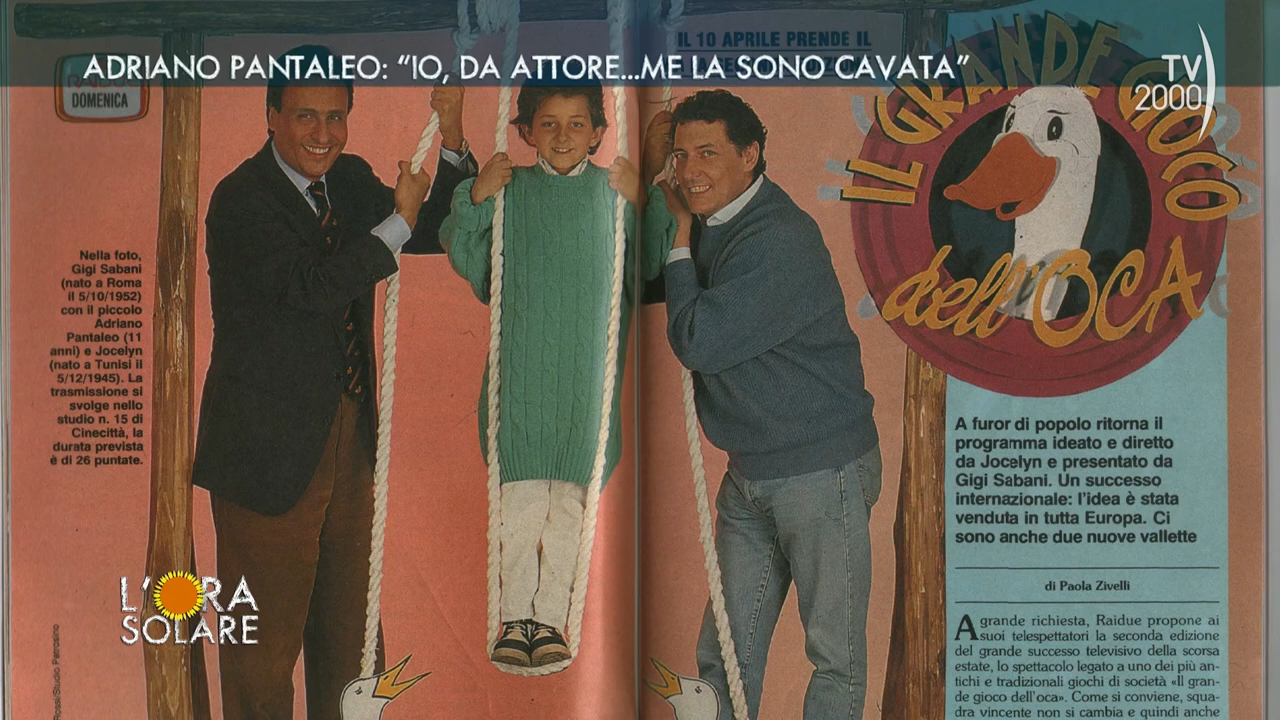 ADRIANO PANTALEO: “IO, DA ATTORE...ME LA SONO CAVATA”
TV
2000
DOMENICA
IL 10 APRILE PRENDE IL
IL GRANDE GIOCO
dell'OCA
Nella foto,
Gigi Sabani
(nato a Roma
il 5/10/1952)
con il piccolo
Adriano
Pantaleo (11
anni) e Jocelyn
(nato a Tunisi il
5/12/1945). La
trasmissione si
svolge nello
studio n. 15 di
Cinecittà, la
durata prevista
è di 26 puntate.
A furor di popolo ritorna il
programma ideato e diretto
da Jocelyn e presentato da
Gigi Sabani. Un successo
internazionale: l'idea è stata
venduta in tutta Europa. Ci
sono anche due nuove vallette
di Paola Zivelli
A grande richiesta, Raidue propone ai
suoi telespettatori la seconda edizione
del grande successo televisivo della scorsa
estate, lo spettacolo legato a uno dei più an-
tichi e tradizionali giochi di società «Il gran-
de gioco dell'oca». Come si conviene, squa-
dra vincente non si cambia e quindi anche
L'ORA
SOLARE